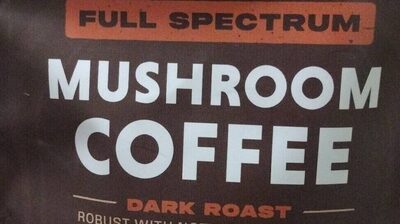 FULL SPECTRUM
MUSHROOM
COFFEE
DARK ROAST
ROBUST WITH